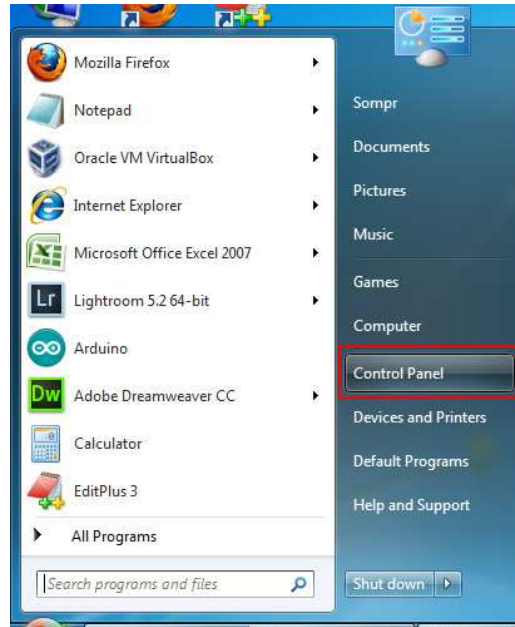 Mozilla Firefox
Notepad
Oracle VM VirtualBox
Internet Explorer
Microsoft Office Excel 2007
Lr Lightroom 5.2 64-bit
Arduino
Dw Adobe Dreamweaver CC
Calculator
EditPlus 3
All Programs
Search programs and files
Sompr
Documents
Pictures
Music
Games
Computer
Control Panel
Devices and Printers
Default Programs
Help and Support
Shut down